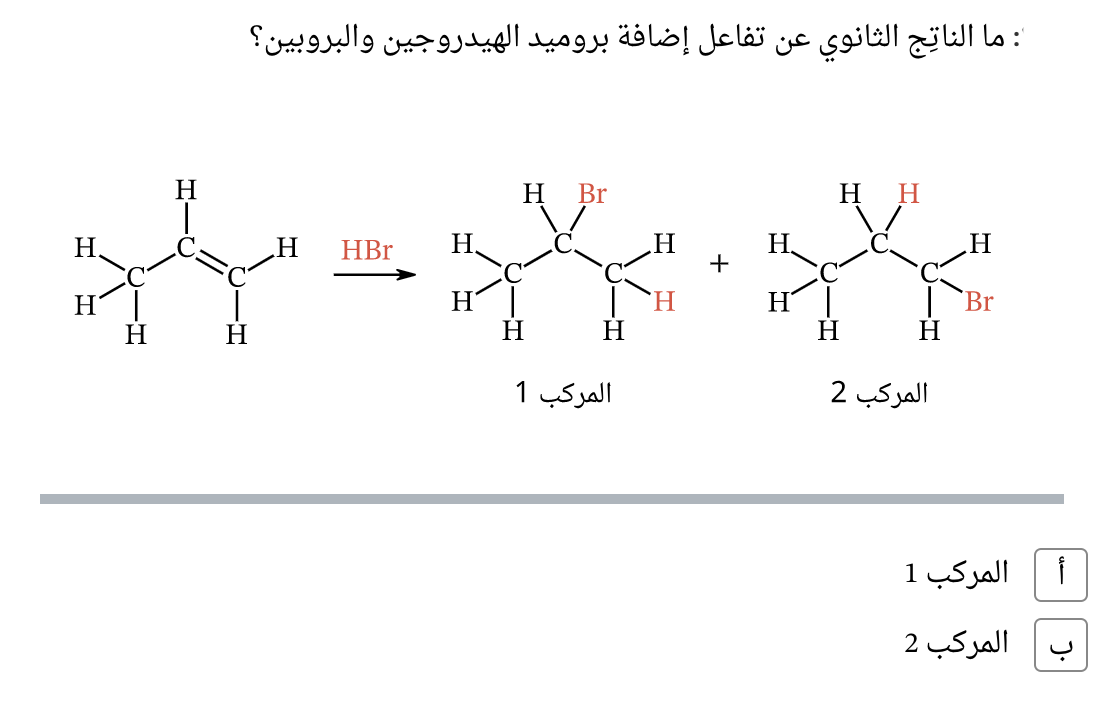 : ما الناتِج الثانوي عن تفاعل إضافة بروميد الهيدروجين والبروبين؟
H
H C H
H C C
H H
HBr
H Br
H C H
H C C H
H H
+
H H
H C H
H C C Br
H H
المركب 1
المركب 2
أ المركب 1
ب المركب 2